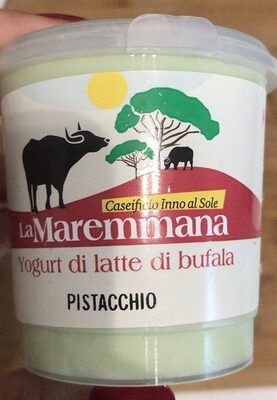 Caseificio Inno al Sole
La Maremmana
Yogurt di latte di bufala
PISTACCHIO